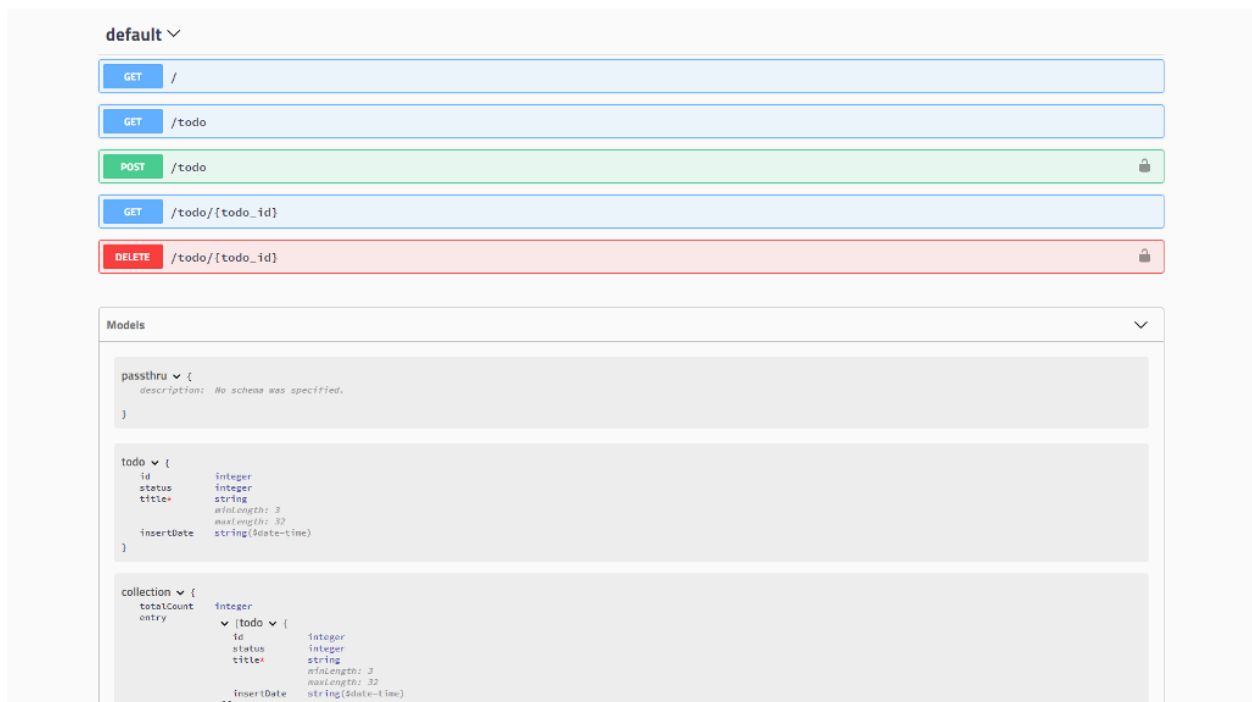 default
GET /
GET /todo
POST /todo
GET /todo/{todo_id}
DELETE /todo/{todo_id}
Models
passthru {
description: No schema was specified.
}
todo {
id integer
status integer
title* string
minLength: 3
maxLength: 32
insertDate string($date-time)
}
collection {
totalCount integer
entry [todo {
id integer
status integer
title* string
minLength: 3
maxLength: 32
insertDate string($date-time)